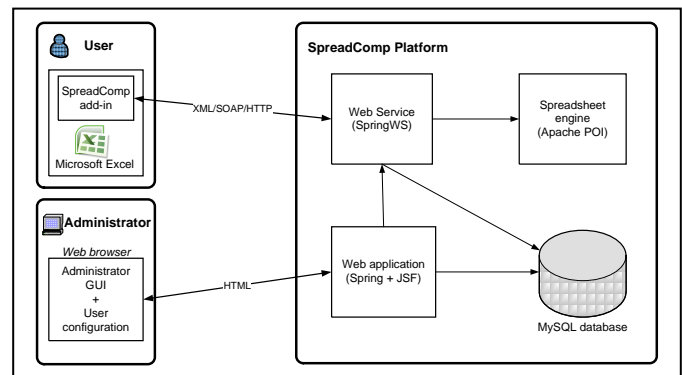 User
SpreadComp
add-in
Microsoft Excel
XML/SOAP/HTTP
SpreadComp Platform
Web Service
(SpringWS)
Spreadsheet
engine
(Apache POI)
Administrator
Web browser
Administrator
GUI
+
User
configuration
HTML
Web application
(Spring + JSF)
MySQL database